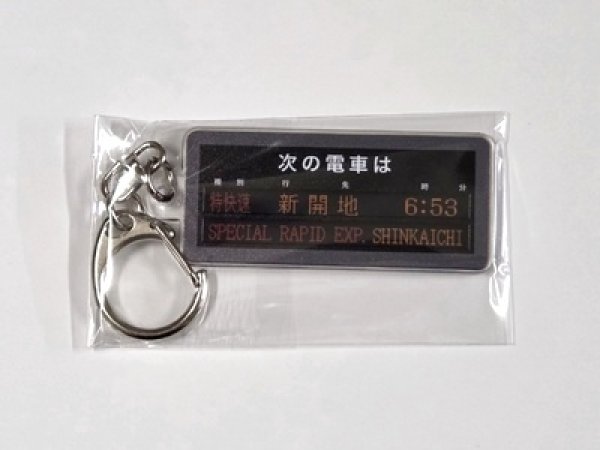 次の電車は
種別 行先 時分
特快速 新開地 6:53
SPECIAL RAPID EXP. SHINKAICHI